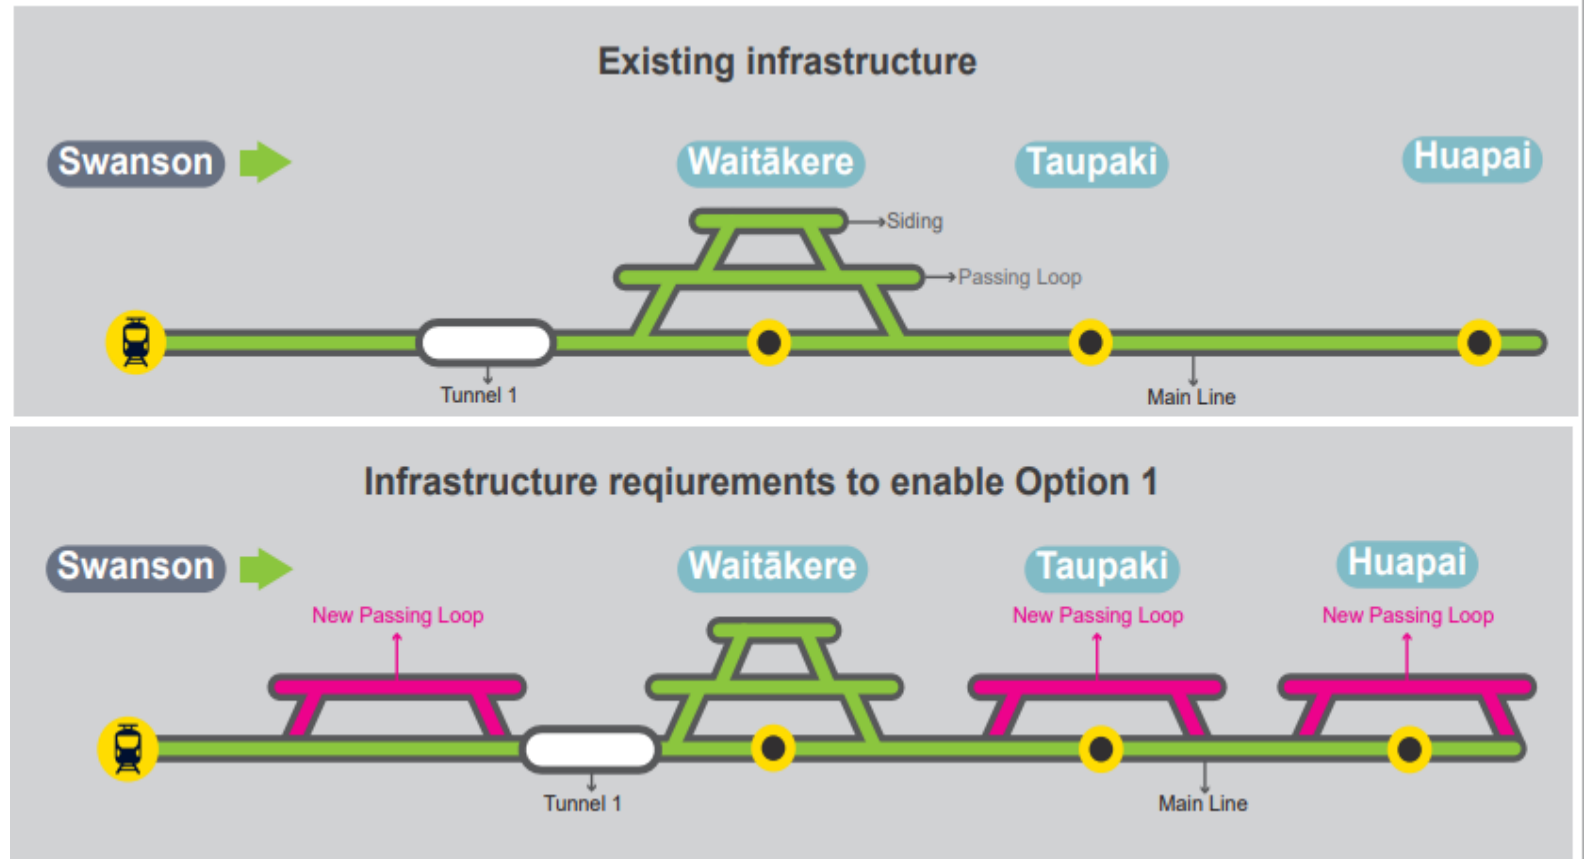 Existing infrastructure
Swanson
Waitākere
Taupaki
Huapai
Siding
Passing Loop
Tunnel 1
Main Line
Infrastructure reqiurements to enable Option 1
Swanson
Waitākere
Taupaki
Huapai
New Passing Loop
New Passing Loop
New Passing Loop
Tunnel 1
Main Line